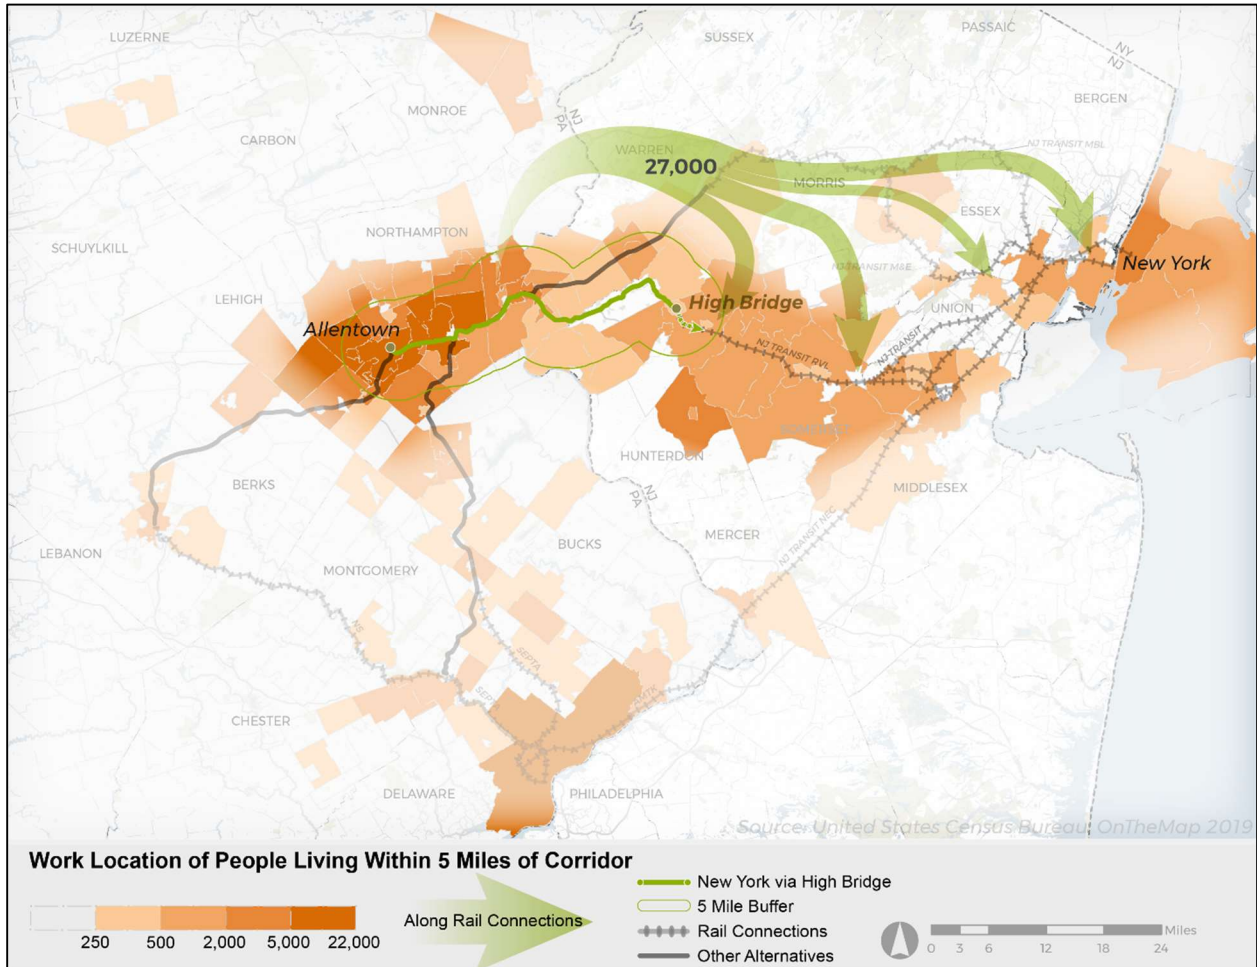 LUZERNE
SUSSEX
PASSAIC
NY
NJ
BERGEN
MONROE
NJ
PA
CARBON
WARREN
NJ TRANSIT MBL
27,000
MORRIS
ESSEX
NORTHAMPTON
SCHUYLKILL
NJ TRANSIT M&E
New York
LEHIGH
High Bridge
UNION
Allentown
NJ TRANSIT
NJ TRANSIT RVL
SOMERSET
HUNTERDON
NJ
PA
MIDDLESEX
BERKS
MERCER
BUCKS
NJ TRANSIT NEC
LEBANON
MONTGOMERY
NS
SEPTA
SEPTA
CHESTER
DELAWARE
PHILADELPHIA
Source: United States Census Bureau OnTheMap 2019
Work Location of People Living Within 5 Miles of Corridor
250 500 2,000 5,000 22,000
Along Rail Connections
New York via High Bridge
5 Mile Buffer
Rail Connections
Other Alternatives
Miles
0 3 6 12 18 24